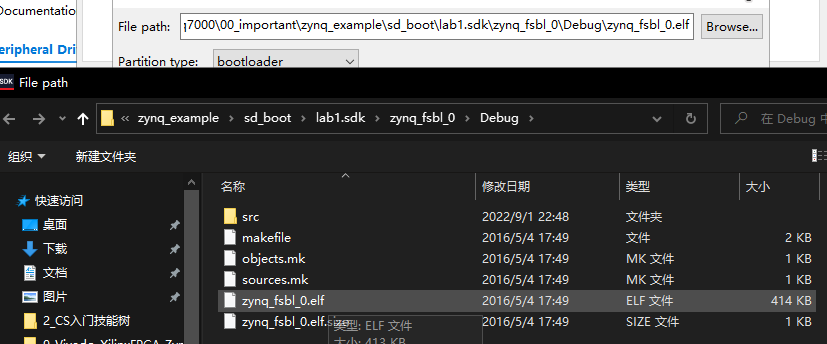 Documentation
File path: ı7000\00_important\zynq_example\sd_boot\lab1.sdk\zynq_fsbl_0\Debug\zynq_fsbl_0.elf Browse...
eripheral Dri
Partition type: bootloader
SDK File path
« zynq_example › sd_boot › lab1.sdk › zynq_fsbl_0 › Debug › 在 Debug 中
组织 新建文件夹
名称 修改日期 类型 大小
快速访问
桌面
下载
文档
图片
2_CS入门技能树
src 2022/9/1 22:48 文件夹
makefile 2016/5/4 17:49 文件 2 KB
objects.mk 2016/5/4 17:49 MK 文件 1 KB
sources.mk 2016/5/4 17:49 MK 文件 1 KB
zynq_fsbl_0.elf 2016/5/4 17:49 ELF 文件 414 KB
zynq_fsbl_0.elf.size 2016/5/4 17:49 SIZE 文件 1 KB
类型: ELF 文件
大小: 413 KB